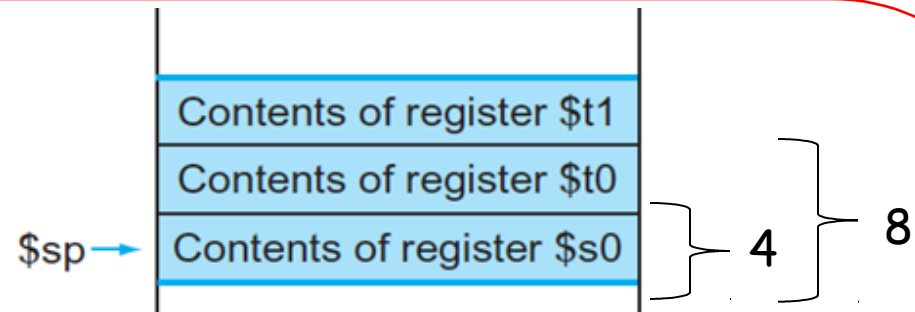 Contents of register $t1
Contents of register $t0
$sp Contents of register $s0 4 8